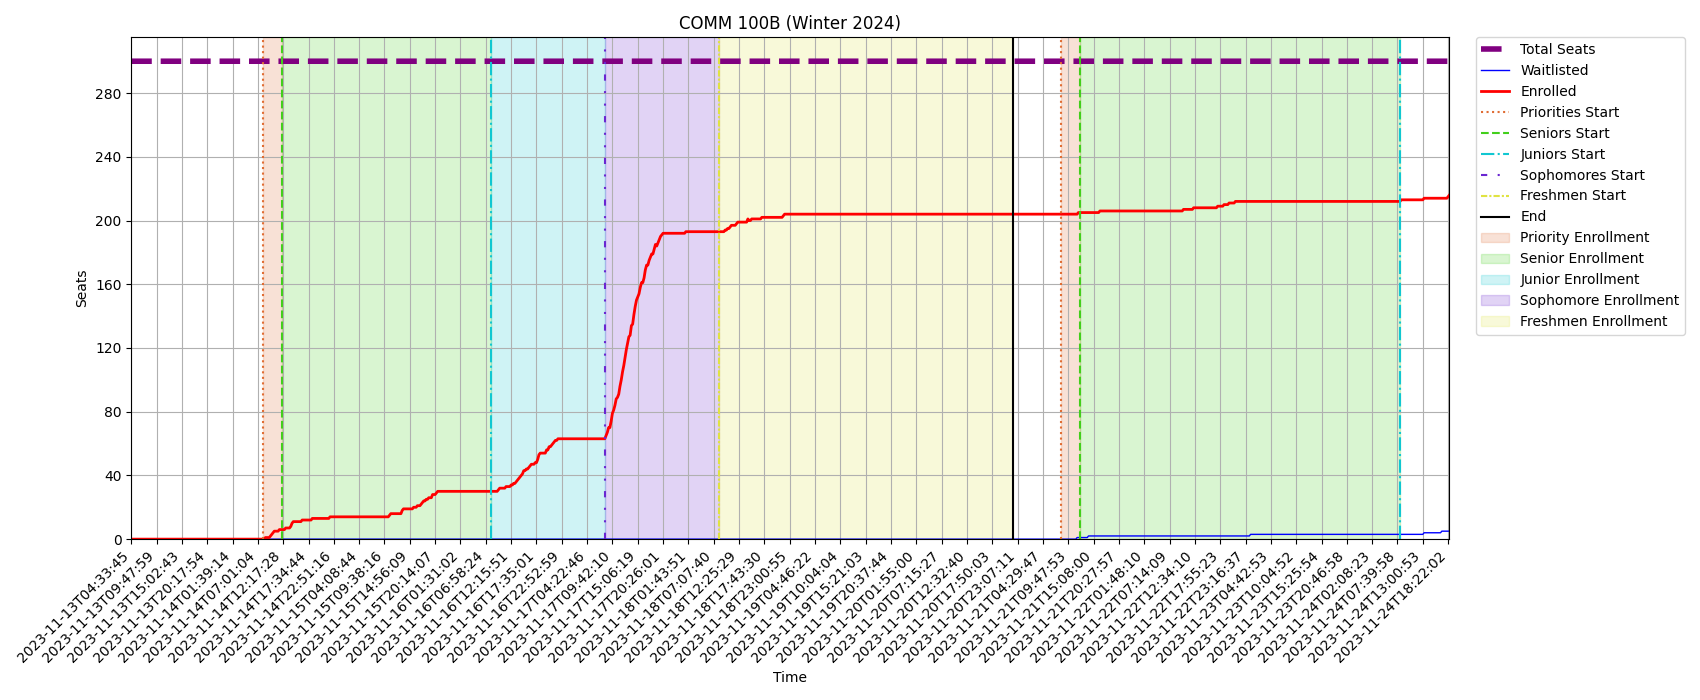 COMM 100B (Winter 2024)
Total Seats
Waitlisted
Enrolled
Priorities Start
Seniors Start
Juniors Start
Sophomores Start
Freshmen Start
End
Priority Enrollment
Senior Enrollment
Junior Enrollment
Sophomore Enrollment
Freshmen Enrollment
Seats
280
240
200
160
120
80
40
0
2023-11-13T04:33:45
2023-11-13T09:47:59
2023-11-13T15:02:43
2023-11-13T20:17:54
2023-11-14T01:39:14
2023-11-14T07:01:04
2023-11-14T12:17:28
2023-11-14T17:34:44
2023-11-14T22:51:16
2023-11-15T04:08:44
2023-11-15T09:38:16
2023-11-15T14:56:09
2023-11-15T20:14:07
2023-11-16T01:31:02
2023-11-16T06:58:24
2023-11-16T12:15:51
2023-11-16T17:35:01
2023-11-16T22:52:59
2023-11-17T04:22:46
2023-11-17T09:42:10
2023-11-17T15:06:19
2023-11-17T20:26:01
2023-11-18T01:43:51
2023-11-18T07:07:40
2023-11-18T12:25:29
2023-11-18T17:43:30
2023-11-18T23:00:55
2023-11-19T04:46:22
2023-11-19T10:04:04
2023-11-19T15:21:03
2023-11-19T20:37:44
2023-11-20T01:55:00
2023-11-20T07:15:27
2023-11-20T12:32:40
2023-11-20T17:50:03
2023-11-20T23:07:11
2023-11-21T04:29:47
2023-11-21T09:47:53
2023-11-21T15:08:00
2023-11-21T20:27:57
2023-11-22T01:48:10
2023-11-22T07:14:09
2023-11-22T12:34:10
2023-11-22T17:55:23
2023-11-22T23:16:37
2023-11-23T04:42:53
2023-11-23T10:04:52
2023-11-23T15:25:54
2023-11-23T20:46:58
2023-11-24T02:08:23
2023-11-24T07:39:58
2023-11-24T13:00:53
2023-11-24T18:22:02
Time